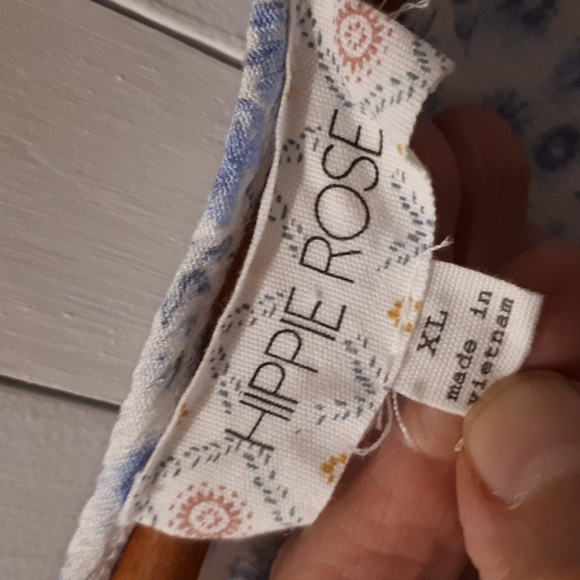 HIPPIE ROSE
XL
made in
vietnam